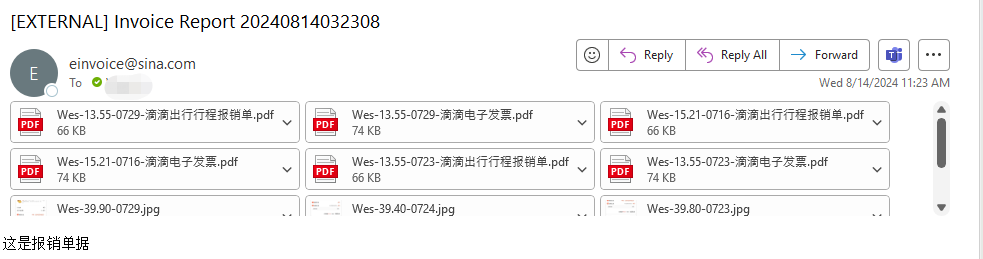 [EXTERNAL] Invoice Report 20240814032308
E
einvoice@sina.com
Reply
Reply All
Forward
To
Wed 8/14/2024 11:23 AM
Wes-13.55-0729-滴滴出行行程报销单.pdf
66 KB
Wes-13.55-0729-滴滴电子发票.pdf
74 KB
Wes-15.21-0716-滴滴出行行程报销单.pdf
66 KB
PDF
PDF
PDF
Wes-15.21-0716-滴滴电子发票.pdf
74 KB
Wes-13.55-0723-滴滴出行行程报销单.pdf
66 KB
Wes-13.55-0723-滴滴电子发票.pdf
74 KB
PDF
PDF
PDF
Wes-39.90-0729.jpg
Wes-39.40-0724.jpg
Wes-39.80-0723.jpg
这是报销单据